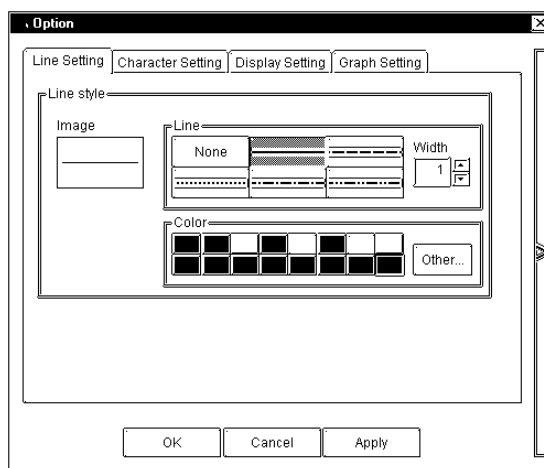 Option
Line Setting Character Setting Display Setting Graph Setting
Line style
Image
Line
None
Width
1
Color
Other...
OK Cancel Apply